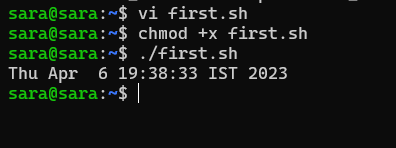 sara@sara:~$ vi first.sh
sara@sara:~$ chmod +x first.sh
sara@sara:~$ ./first.sh
Thu Apr  6 19:38:33 IST 2023
sara@sara:~$